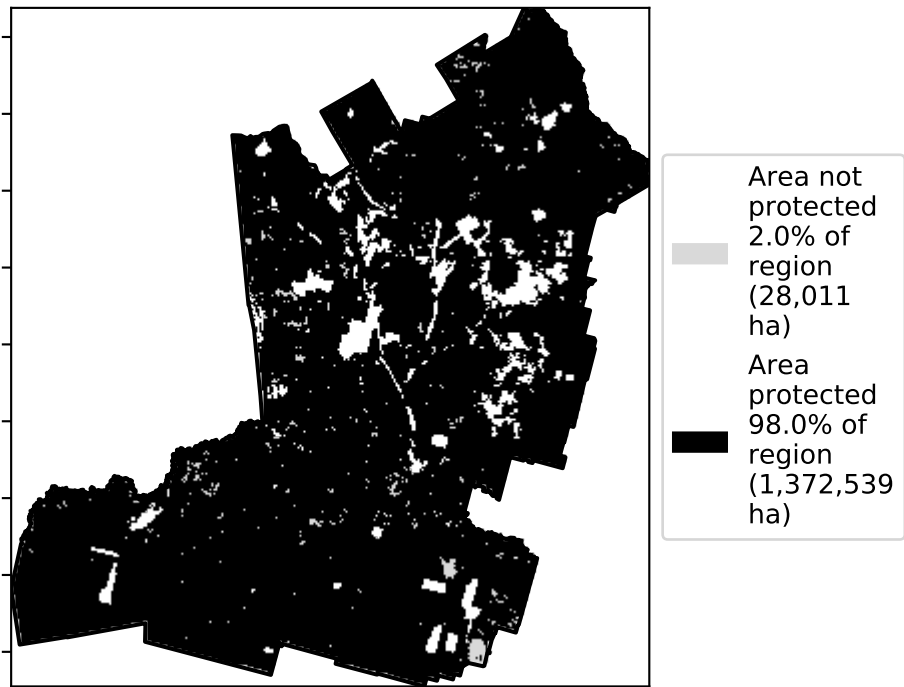 Area not
protected
2.0% of
region
(28,011
ha)
Area
protected
98.0% of
region
(1,372,539
ha)